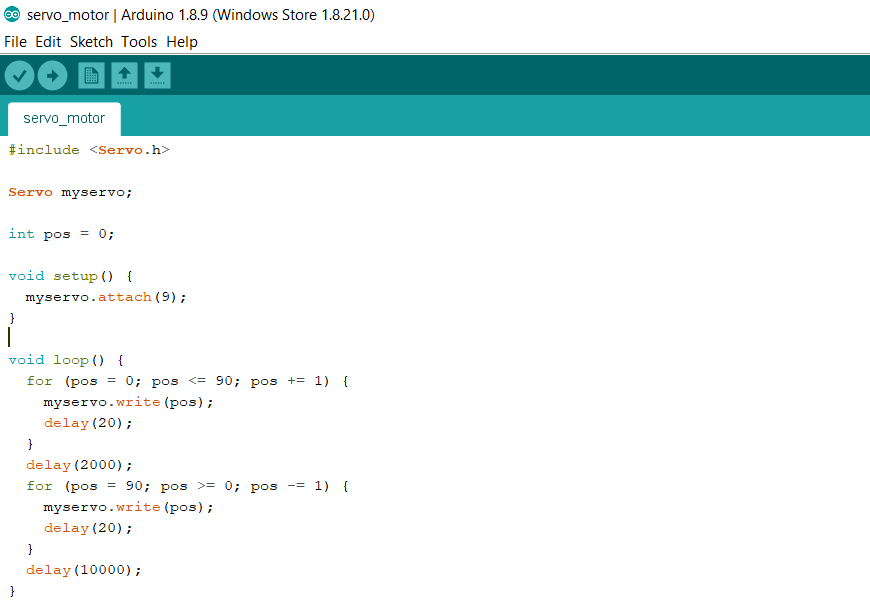 servo_motor | Arduino 1.8.9 (Windows Store 1.8.21.0)
File Edit Sketch Tools Help
servo_motor
#include <Servo.h>

Servo myservo;

int pos = 0;

void setup() {
  myservo.attach(9);
}

void loop() {
  for (pos = 0; pos <= 90; pos += 1) {
    myservo.write(pos);
    delay(20);
  }
  delay(2000);
  for (pos = 90; pos >= 0; pos -= 1) {
    myservo.write(pos);
    delay(20);
  }
  delay(10000);
}